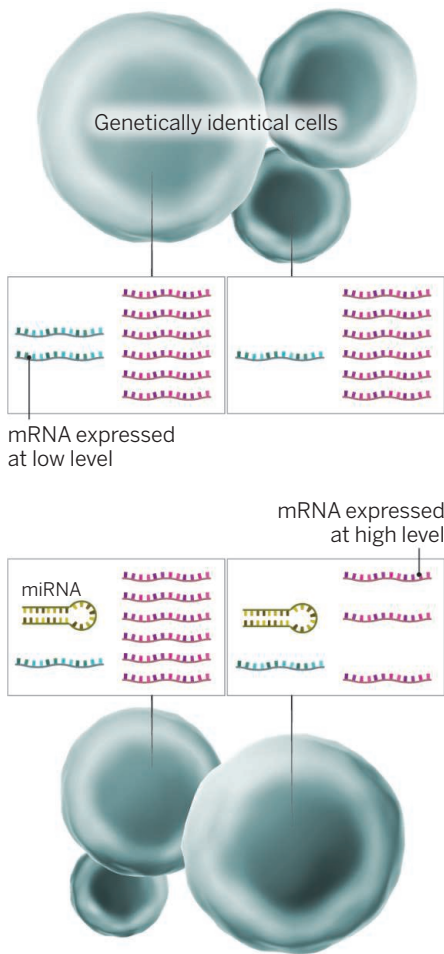 Genetically identical cells
mRNA expressed
at low level
mRNA expressed
at high level
miRNA